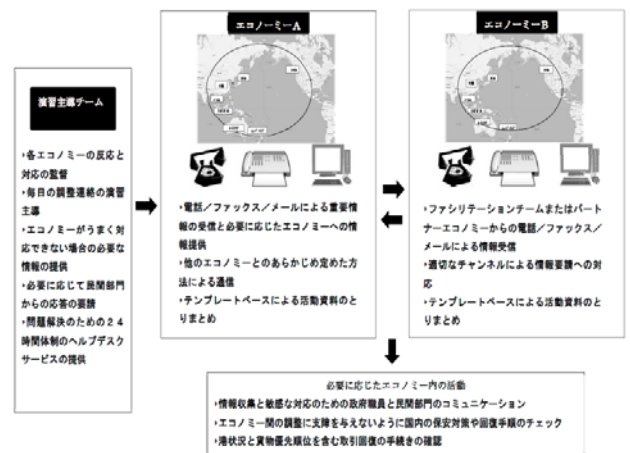 演習主導チーム
›各エコノミーの反応と
対応の監督
›毎日の調整連絡の演習
主導
›エコノミーがうまく対
応できない場合の必要な
情報の提供
›必要に応じて民間部門
からの応答の要請
›問題解決のための２４
時間体制のヘルプデスク
サービスの提供
エコノミーA
›電話／ファックス／メールによる重要情
報の受信と必要に応じたエコノミーへの情
報提供
›他のエコノミーとのあらかじめ定めた方
法による通信
›テンプレートベースによる活動資料のと
りまとめ
エコノミーB
›ファシリテーションチームまたはパート
ナーエコノミーからの電話／ファックス／
メールによる情報受信
›適切なチャンネルによる情報要請への対
応
›テンプレートベースによる活動資料のと
りまとめ
必要に応じたエコノミー内の活動
›情報収集と敏感な対応のための政府職員と民間部門のコミュニケーション
›エコノミー間の調整に支障を与えないように国内の保安対策や回復手順のチェック
›港状況と貨物優先順位を含む取引回復の手続きの確認